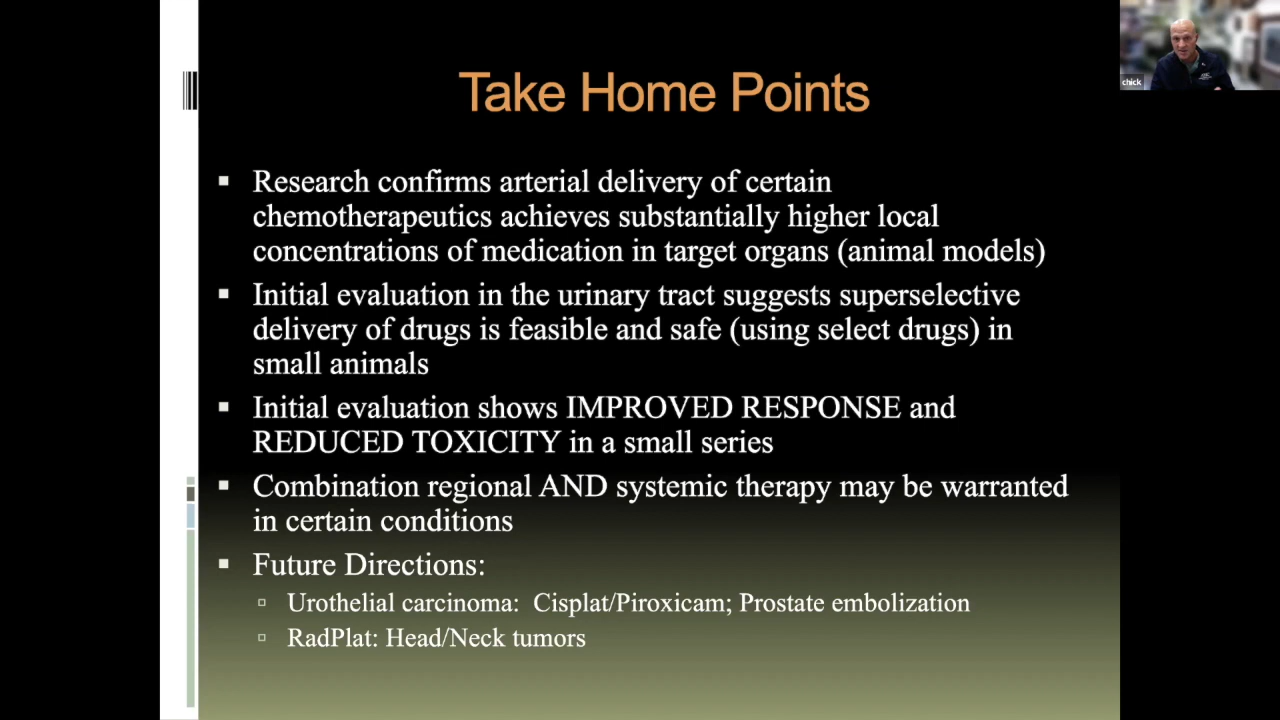 Take Home Points
chick
▪ Research confirms arterial delivery of certain
chemotherapeutics achieves substantially higher local
concentrations of medication in target organs (animal models)
▪ Initial evaluation in the urinary tract suggests superselective
delivery of drugs is feasible and safe (using select drugs) in
small animals
▪ Initial evaluation shows IMPROVED RESPONSE and
REDUCED TOXICITY in a small series
▪ Combination regional AND systemic therapy may be warranted
in certain conditions
▪ Future Directions:
▫ Urothelial carcinoma: Cisplat/Piroxicam; Prostate embolization
▫ RadPlat: Head/Neck tumors